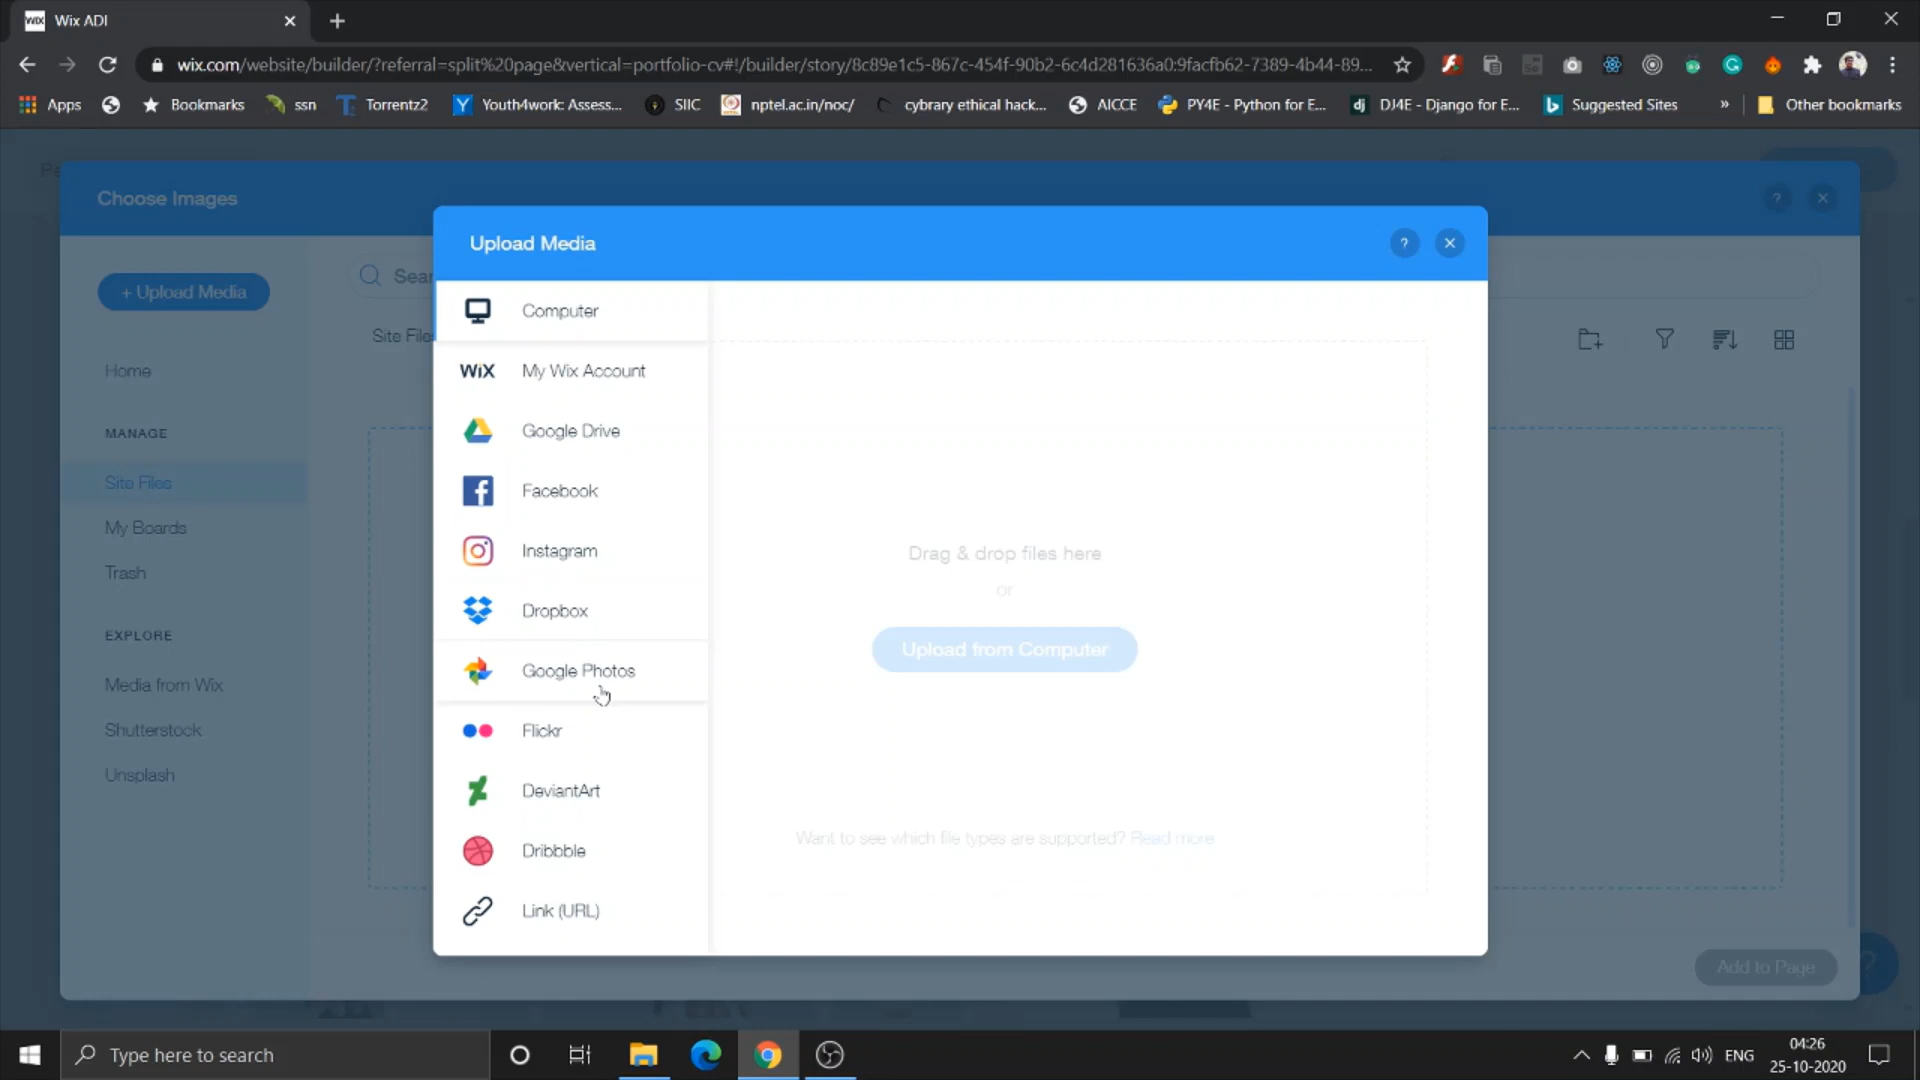 WIX Wix ADI
wix.com/website/builder/?referral=split%20page&vertical=portfolio-cv#!/builder/story/8c89e1c5-867c-454f-90b2-6c4d281636a0:9facfb62-7389-4b44-89...
Apps Bookmarks ssn Torrentz2 Youth4work: Assess... SIIC nptel.ac.in/noc/ cybrary ethical hack... AICCE PY4E - Python for E... dj DJ4E - Django for E... Suggested Sites » Other bookmarks
Choose Images
Upload Media
+ Upload Media
Home
MANAGE
Site Files
My Boards
Trash
EXPLORE
Media from Wix
Shutterstock
Unsplash
Computer
WiX My Wix Account
Google Drive
Facebook
Instagram
Dropbox
Google Photos
Flickr
DeviantArt
Dribbble
Link (URL)
Drag & drop files here
or
Upload from Computer
Want to see which file types are supported? Read more
Add to Page
Type here to search
ENG
04:26
25-10-2020